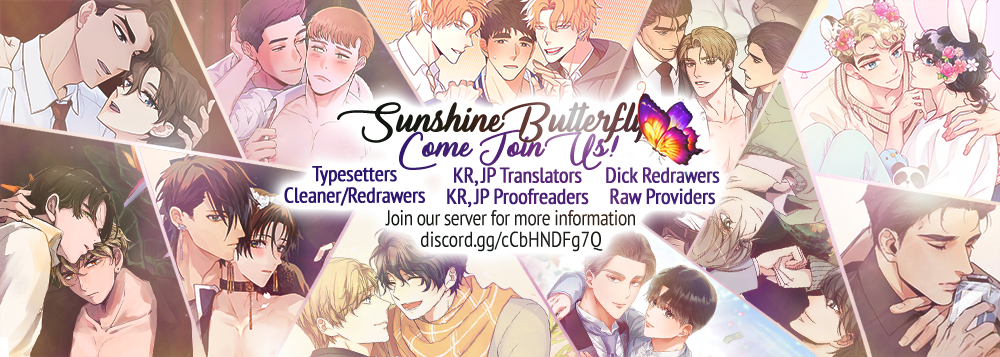 Sunshine Butterfly
Come Join Us!
Typesetters KR, JP Translators Dick Redrawers
Cleaner/Redrawers KR, JP Proofreaders Raw Providers
Join our server for more information
discord.gg/cCbHNDFg7Q